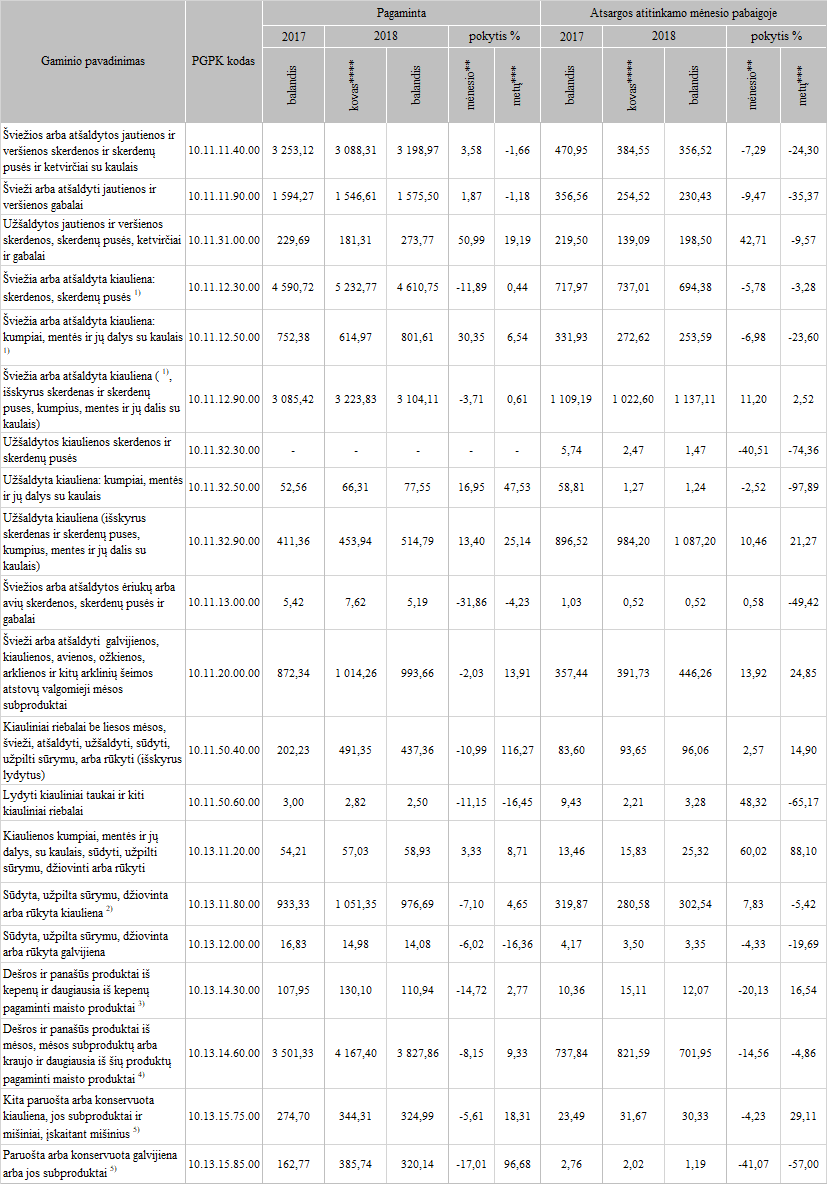 Gaminio pavadinimas PGPK kodas Pagaminta Atsargos atitinkamo mėnesio pabaigoje
2017 2018 pokytis % 2017 2018 pokytis %
balandis kovas**** balandis mėnesio** metų*** balandis kovas**** balandis mėnesio** metų***
Šviežios arba atšaldytos jautienos ir
veršienos skerdenos ir skerdenų
pusės ir ketvirčiai su kaulais
10.11.11.40.00 3 253,12 3 088,31 3 198,97 3,58 -1,66 470,95 384,55 356,52 -7,29 -24,30
Švieži arba atšaldyti jautienos ir
veršienos gabalai
10.11.11.90.00 1 594,27 1 546,61 1 575,50 1,87 -1,18 356,56 254,52 230,43 -9,47 -35,37
Užšaldytos jautienos ir veršienos
skerdenos, skerdenų pusės, ketvirčiai
ir gabalai
10.11.31.00.00 229,69 181,31 273,77 50,99 19,19 219,50 139,09 198,50 42,71 -9,57
Šviežia arba atšaldyta kiauliena:
skerdenos, skerdenų pusės 1)
10.11.12.30.00 4 590,72 5 232,77 4 610,75 -11,89 0,44 717,97 737,01 694,38 -5,78 -3,28
Šviežia arba atšaldyta kiauliena:
kumpiai, mentės ir jų dalys su kaulais
1)
10.11.12.50.00 752,38 614,97 801,61 30,35 6,54 331,93 272,62 253,59 -6,98 -23,60
Šviežia arba atšaldyta kiauliena ( 1),
išskyrus skerdenas ir skerdenų
puses, kumpius, mentes ir jų dalis su
kaulais)
10.11.12.90.00 3 085,42 3 223,83 3 104,11 -3,71 0,61 1 109,19 1 022,60 1 137,11 11,20 2,52
Užšaldytos kiaulienos skerdenos ir
skerdenų pusės
10.11.32.30.00 - - - - - 5,74 2,47 1,47 -40,51 -74,36
Užšaldyta kiauliena: kumpiai, mentės
ir jų dalys su kaulais
10.11.32.50.00 52,56 66,31 77,55 16,95 47,53 58,81 1,27 1,24 -2,52 -97,89
Užšaldyta kiauliena (išskyrus
skerdenas ir skerdenų puses,
kumpius, mentes ir jų dalis su
kaulais)
10.11.32.90.00 411,36 453,94 514,79 13,40 25,14 896,52 984,20 1 087,20 10,46 21,27
Šviežios arba atšaldytos ėriukų arba
avių skerdenos, skerdenų pusės ir
gabalai
10.11.13.00.00 5,42 7,62 5,19 -31,86 -4,23 1,03 0,52 0,52 0,58 -49,42
Švieži arba atšaldyti galvijienos,
kiaulienos, avienos, ožkienos,
arklienos ir kitų arklinių šeimos
atstovų valgomieji mėsos
subproduktai
10.11.20.00.00 872,34 1 014,26 993,66 -2,03 13,91 357,44 391,73 446,26 13,92 24,85
Kiauliniai riebalai be liesos mėsos,
švieži, atšaldyti, užšaldyti, sūdyti,
užpilti sūrymu, arba rūkyti (išskyrus
lydytus)
10.11.50.40.00 202,23 491,35 437,36 -10,99 116,27 83,60 93,65 96,06 2,57 14,90
Lydyti kiauliniai taukai ir kiti
kiauliniai riebalai
10.11.50.60.00 3,00 2,82 2,50 -11,15 -16,45 9,43 2,21 3,28 48,32 -65,17
Kiaulienos kumpiai, mentės ir jų
dalys, su kaulais, sūdyti, užpilti
sūrymu, džiovinti arba rūkyti
10.13.11.20.00 54,21 57,03 58,93 3,33 8,71 13,46 15,83 25,32 60,02 88,10
Sūdyta, užpilta sūrymu, džiovinta
arba rūkyta kiauliena 2)
10.13.11.80.00 933,33 1 051,35 976,69 -7,10 4,65 319,87 280,58 302,54 7,83 -5,42
Sūdyta, užpilta sūrymu, džiovinta
arba rūkyta galvijiena
10.13.12.00.00 16,83 14,98 14,08 -6,02 -16,36 4,17 3,50 3,35 -4,33 -19,69
Dešros ir panašūs produktai iš
kepenų ir daugiausia iš kepenų
pagaminti maisto produktai 3)
10.13.14.30.00 107,95 130,10 110,94 -14,72 2,77 10,36 15,11 12,07 -20,13 16,54
Dešros ir panašūs produktai iš
mėsos, mėsos subproduktų arba
kraujo ir daugiausia iš šių produktų
pagaminti maisto produktai 4)
10.13.14.60.00 3 501,33 4 167,40 3 827,86 -8,15 9,33 737,84 821,59 701,95 -14,56 -4,86
Kita paruošta arba konservuota
kiauliena, jos subproduktai ir
mišiniai, įskaitant mišinius 5)
10.13.15.75.00 274,70 344,31 324,99 -5,61 18,31 23,49 31,67 30,33 -4,23 29,11
Paruošta arba konservuota galvijiena
arba jos subproduktai 5)
10.13.15.85.00 162,77 385,74 320,14 -17,01 96,68 2,76 2,02 1,19 -41,07 -57,00